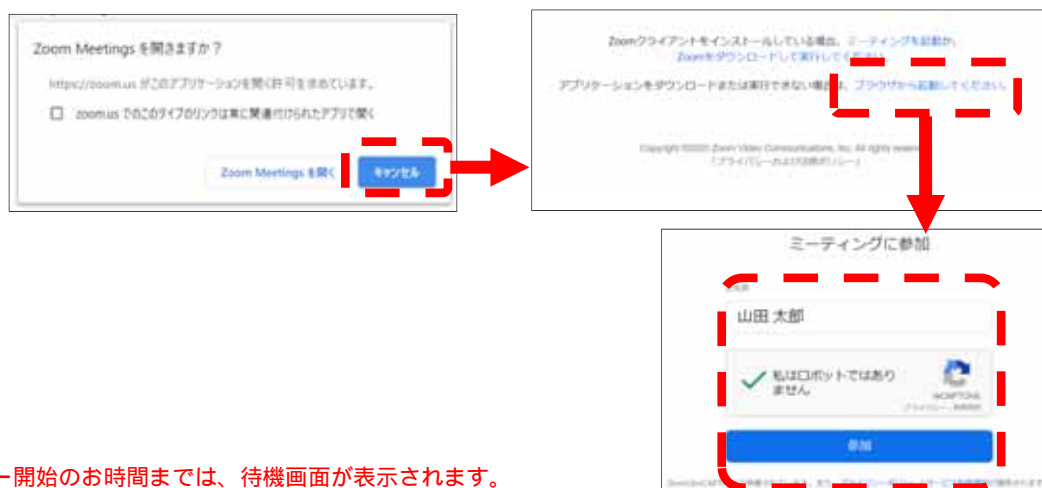 Zoom Meetings を開きますか？
https://zoom.us がこのアプリケーションを開く許可を求めています。
zoom.us でのこのタイプのリンクは常に関連付けられたアプリで開く
Zoom Meetings を開く
キャンセル
Zoomクライアントをインストールしている場合、ミーティングを起動か、
Zoomをダウンロードして実行してください。
アプリケーションをダウンロードまたは実行できない場合は、ブラウザから起動してください。
Zoom Video Communications, Inc. All rights
ミーティングに参加
山田 太郎
私はロボットではあり
ません
reCAPTCHA
参加
ー開始のお時間までは、待機画面が表示されます。